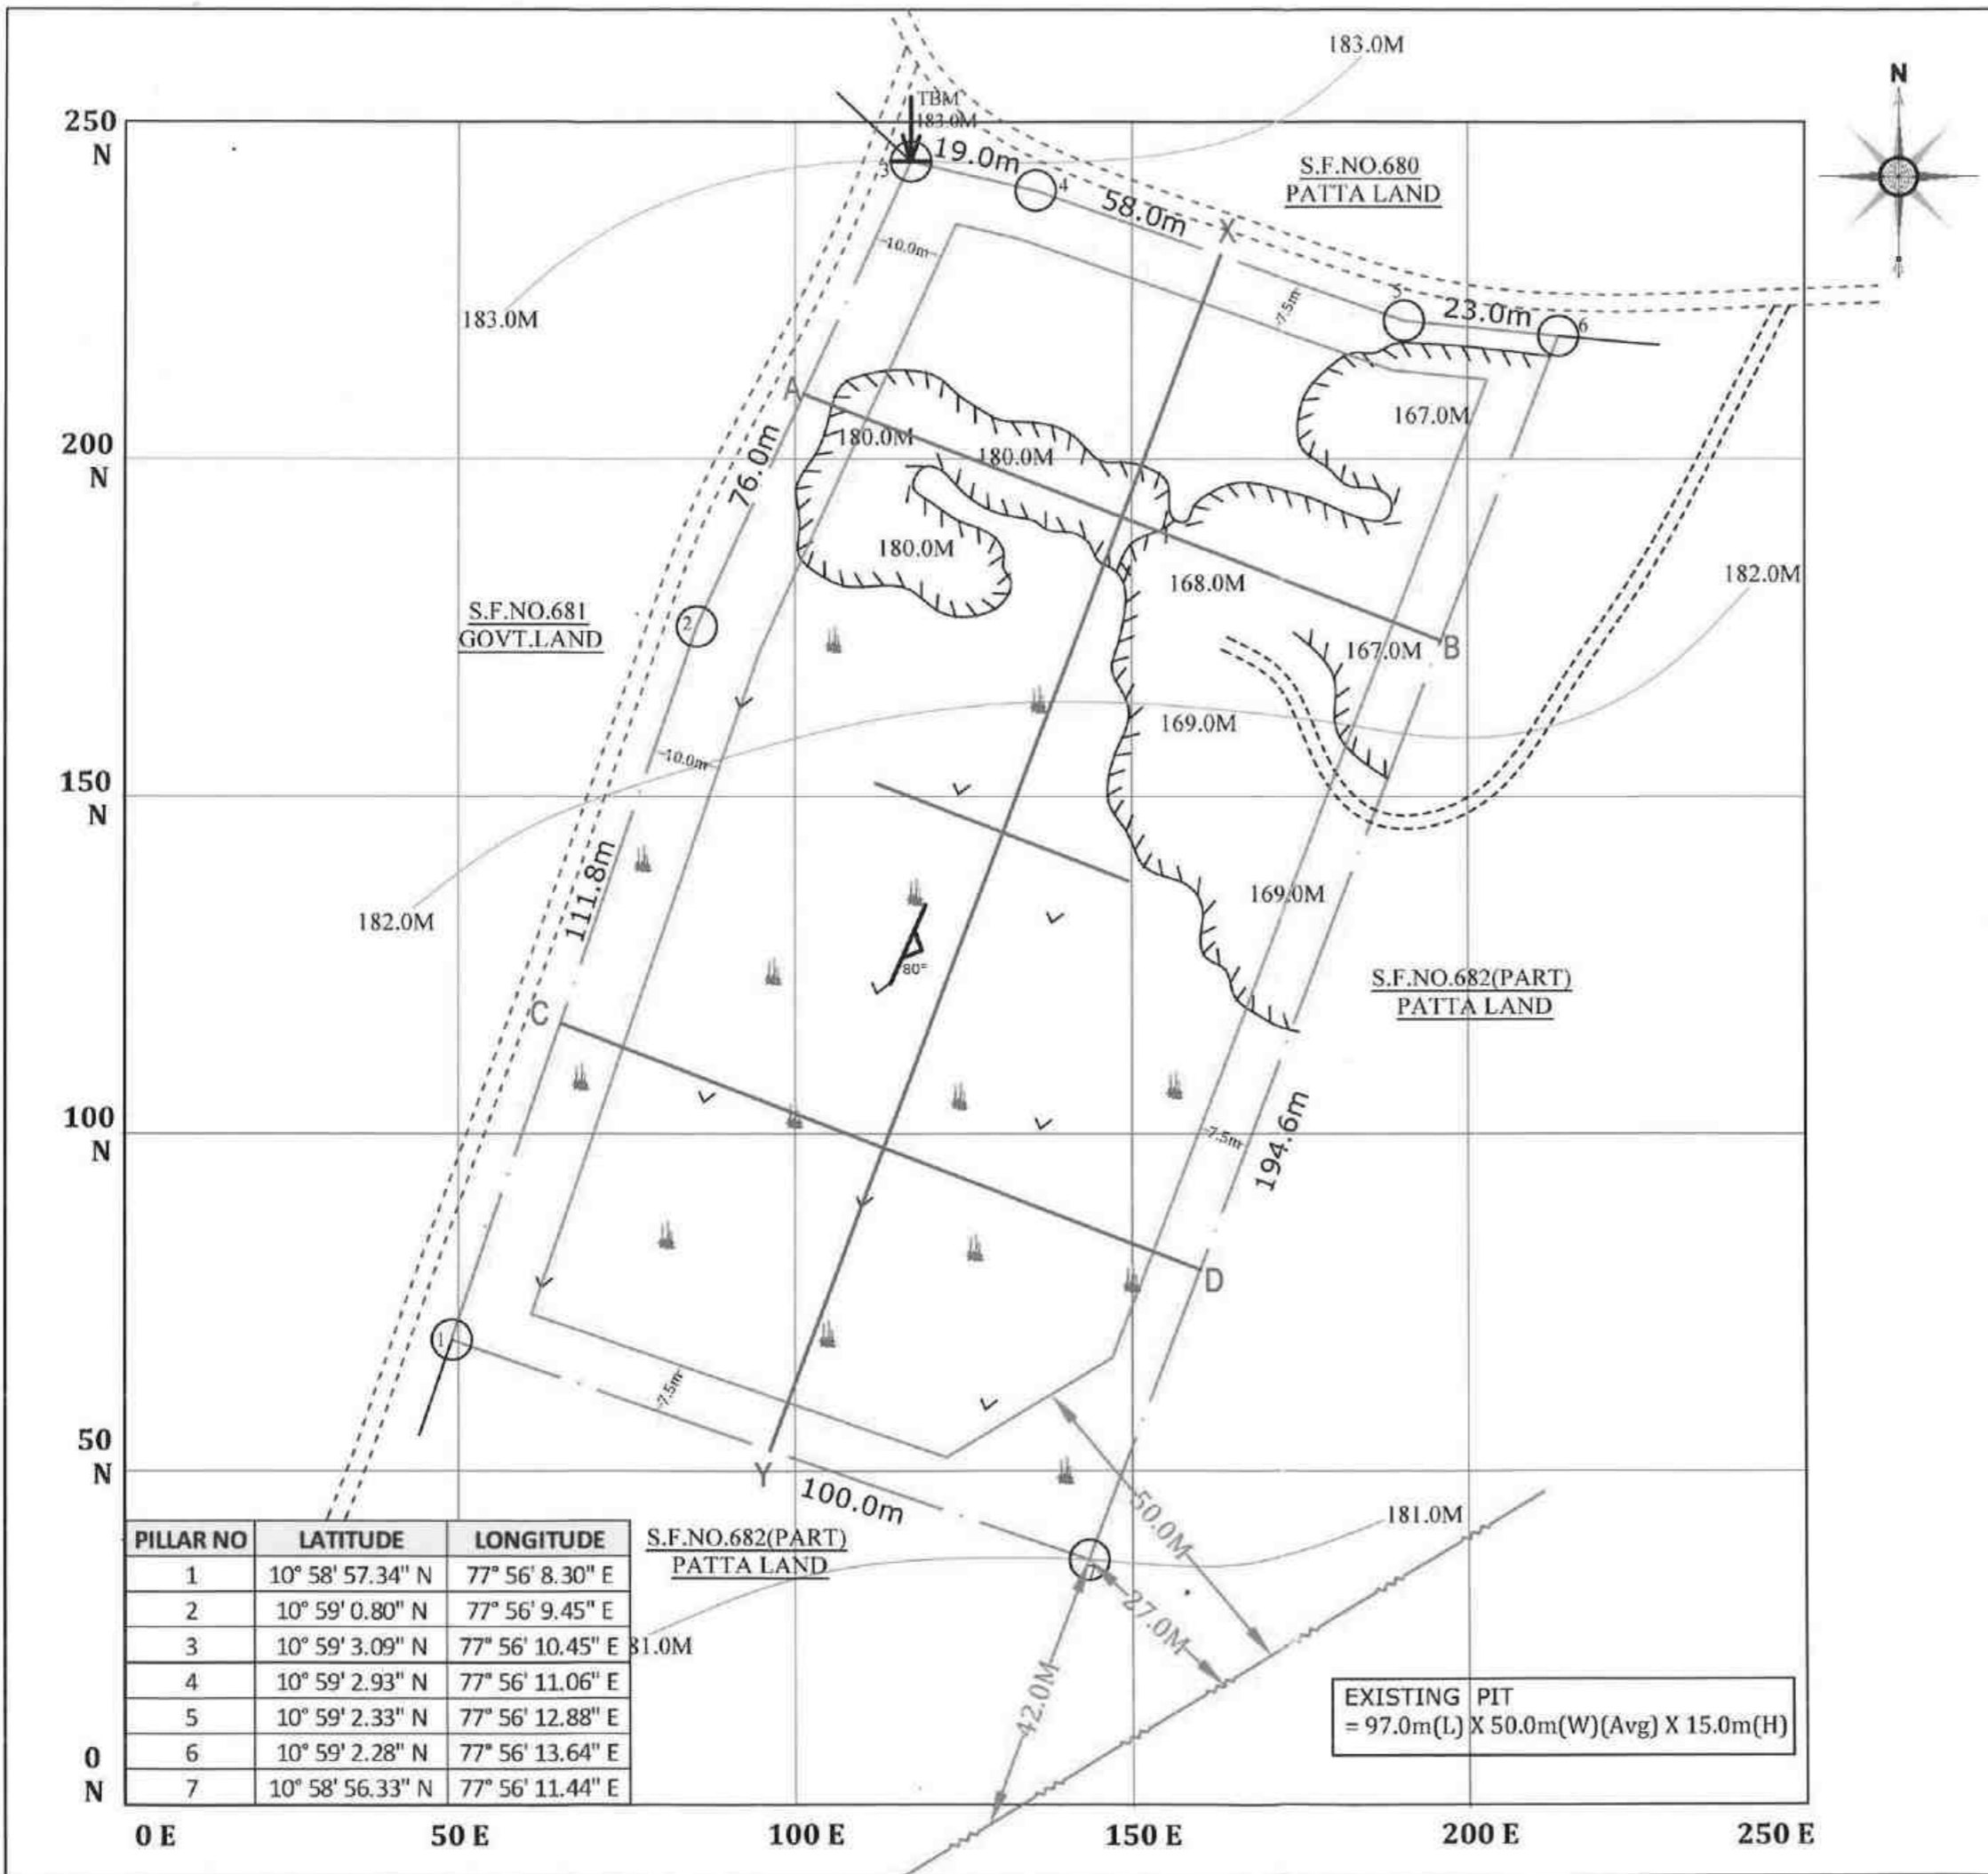 183.0M
N
250
N
TBM
183.0M
3
19.0m
4
58.0m
X
S.F.NO.680
PATTA LAND
10.0m
183.0M
7.5m
5
23.0m
6
A
167.0M
200
N
180.0M
180.0M
76.0m
180.0M
168.0M
182.0M
S.F.NO.681
GOVT.LAND
2
167.0M
B
169.0M
10.0m
150
N
111.8m
169.0M
182.0M
80°
S.F.NO.682(PART)
PATTA LAND
C
100
N
7.5m
194.6m
D
1
7.5m
50
N
Y
100.0m
50.0M
181.0M
S.F.NO.682(PART)
PATTA LAND
27.0M
42.0M
81.0M
PILLAR NO LATITUDE LONGITUDE
1 10° 58' 57.34" N 77° 56' 8.30" E
2 10° 59' 0.80" N 77° 56' 9.45" E
3 10° 59' 3.09" N 77° 56' 10.45" E
4 10° 59' 2.93" N 77° 56' 11.06" E
5 10° 59' 2.33" N 77° 56' 12.88" E
6 10° 59' 2.28" N 77° 56' 13.64" E
7 10° 58' 56.33" N 77° 56' 11.44" E
EXISTING PIT
= 97.0m(L) X 50.0m(W)(Avg) X 15.0m(H)
0
N
0 E 50 E 100 E 150 E 200 E 250 E